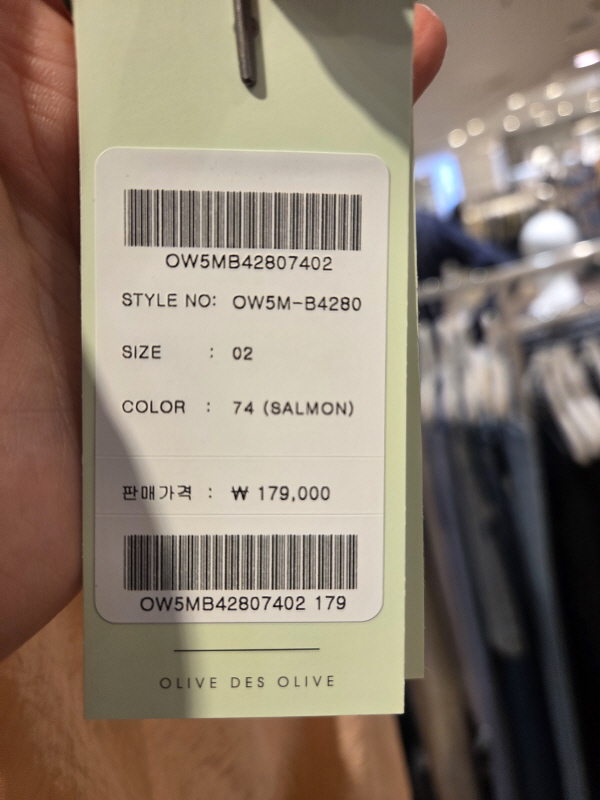 OW5MB42807402
STYLE NO: OW5M-B4280
SIZE : 02
COLOR : 74 (SALMON)
판매가격 : ₩ 179,000
OW5MB42807402 179
OLIVE DES OLIVE